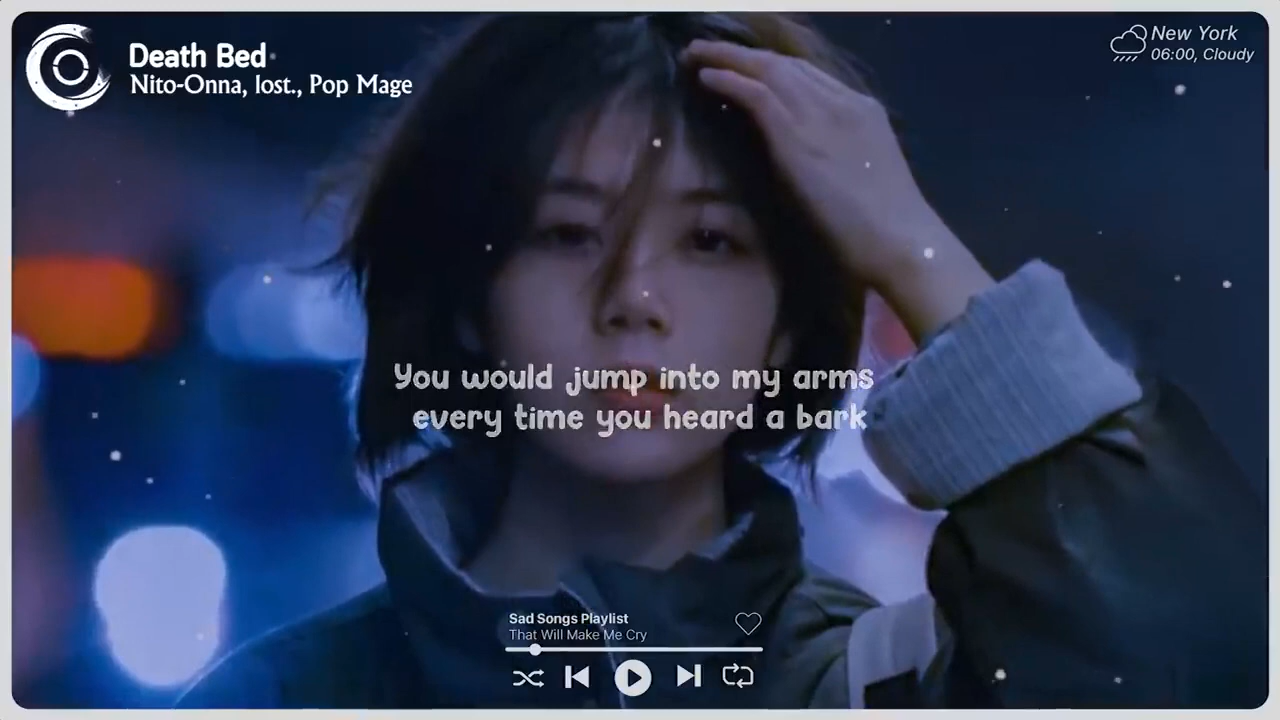 Death Bed
Nito-Onna, lost., Pop Mage
New York
06:00, Cloudy
You would jump into my arms
every time you heard a bark
Sad Songs Playlist
That Will Make Me Cry